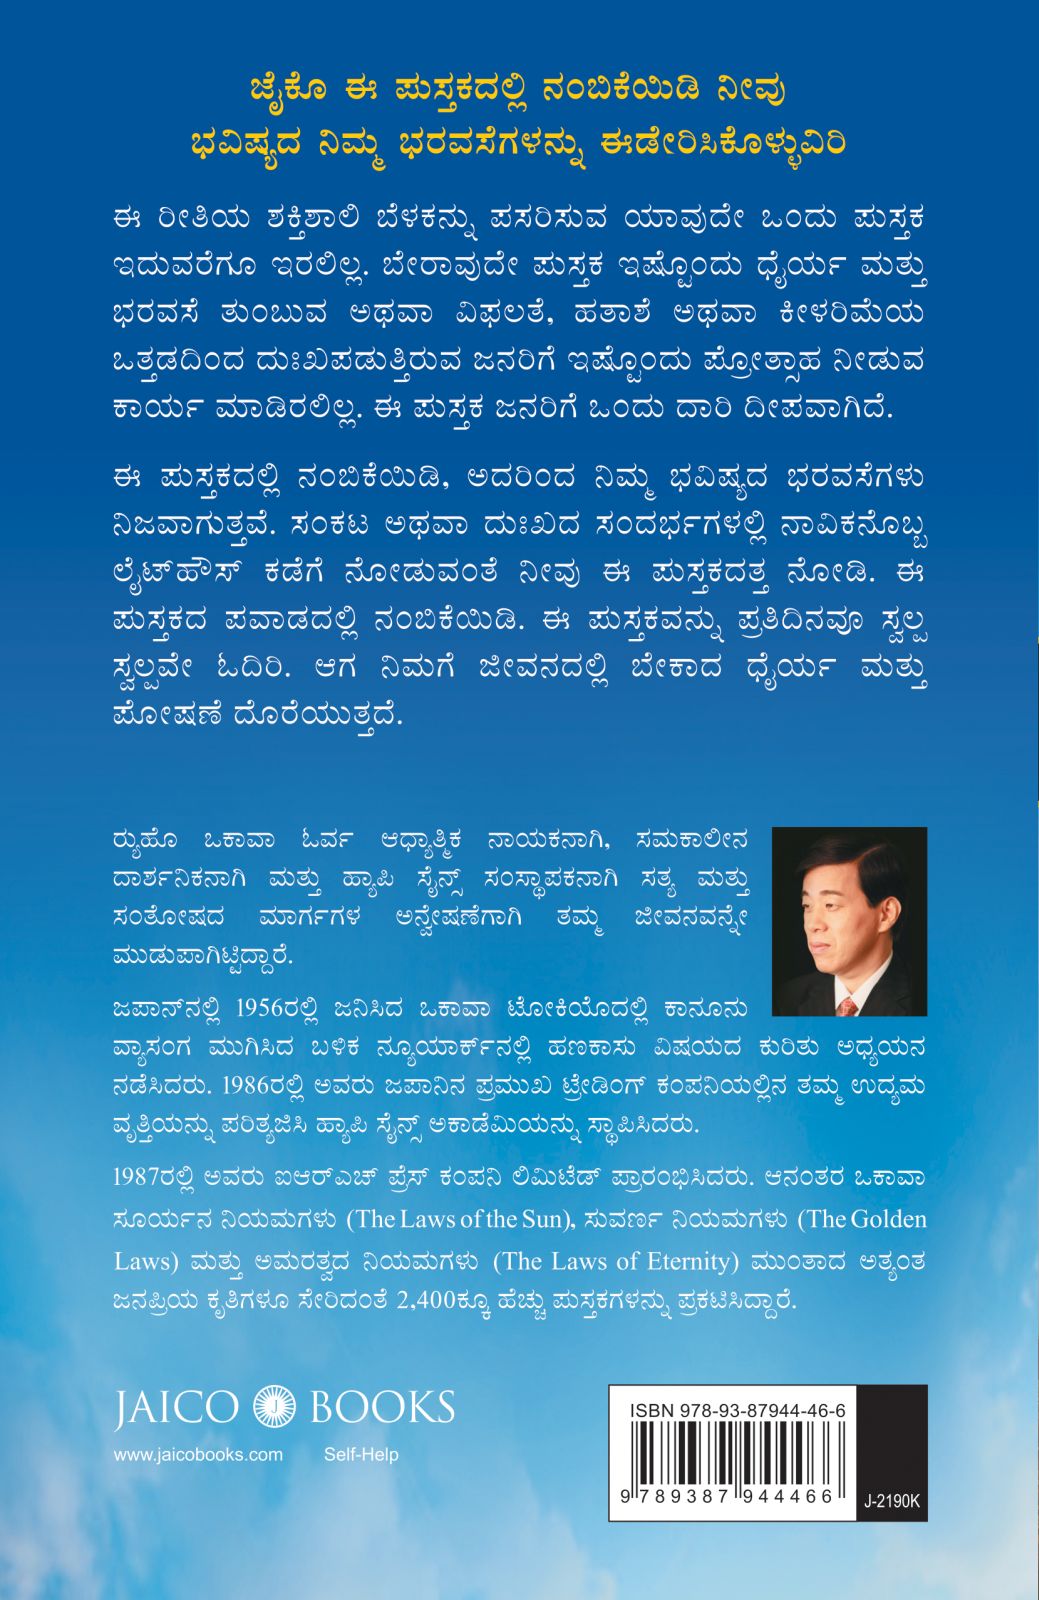 ಜೈಕೊ ಈ ಪುಸ್ತಕದಲ್ಲಿ ನಂಬಿಕೆಯಿಡಿ ನೀವು
ಭವಿಷ್ಯದ ನಿಮ್ಮ ಭರವಸೆಗಳನ್ನು ಈಡೇರಿಸಿಕೊಳ್ಳುವಿರಿ
ಈ ರೀತಿಯ ಶಕ್ತಿಶಾಲಿ ಬೆಳಕನ್ನು ಪಸರಿಸುವ ಯಾವುದೇ ಒಂದು ಪುಸ್ತಕ
ಇದುವರೆಗೂ ಇರಲಿಲ್ಲ. ಬೇರಾವುದೇ ಪುಸ್ತಕ ಇಷ್ಟೊಂದು ಧೈರ್ಯ ಮತ್ತು
ಭರವಸೆ ತುಂಬುವ ಅಥವಾ ವಿಫಲತೆ, ಹತಾಶೆ ಅಥವಾ ಕೀಳರಿಮೆಯ
ಒತ್ತಡದಿಂದ ದುಃಖಪಡುತ್ತಿರುವ ಜನರಿಗೆ ಇಷ್ಟೊಂದು ಪ್ರೋತ್ಸಾಹ ನೀಡುವ
ಕಾರ್ಯ ಮಾಡಿರಲಿಲ್ಲ. ಈ ಪುಸ್ತಕ ಜನರಿಗೆ ಒಂದು ದಾರಿ ದೀಪವಾಗಿದೆ.
ಈ ಪುಸ್ತಕದಲ್ಲಿ ನಂಬಿಕೆಯಿಡಿ, ಅದರಿಂದ ನಿಮ್ಮ ಭವಿಷ್ಯದ ಭರವಸೆಗಳು
ನಿಜವಾಗುತ್ತವೆ. ಸಂಕಟ ಅಥವಾ ದುಃಖದ ಸಂದರ್ಭಗಳಲ್ಲಿ ನಾವಿಕನೊಬ್ಬ
ಲೈಟ್‌ಹೌಸ್ ಕಡೆಗೆ ನೋಡುವಂತೆ ನೀವು ಈ ಪುಸ್ತಕದತ್ತ ನೋಡಿ. ಈ
ಪುಸ್ತಕದ ಪವಾಡದಲ್ಲಿ ನಂಬಿಕೆಯಿಡಿ. ಈ ಪುಸ್ತಕವನ್ನು ಪ್ರತಿದಿನವೂ ಸ್ವಲ್ಪ
ಸ್ವಲ್ಪವೇ ಓದಿರಿ. ಆಗ ನಿಮಗೆ ಜೀವನದಲ್ಲಿ ಬೇಕಾದ ಧೈರ್ಯ ಮತ್ತು
ಪೋಷಣೆ ದೊರೆಯುತ್ತದೆ.
ರ‍್ಯುಹೊ ಒಕಾವಾ ಓರ್ವ ಆಧ್ಯಾತ್ಮಿಕ ನಾಯಕನಾಗಿ, ಸಮಕಾಲೀನ
ದಾರ್ಶನಿಕನಾಗಿ ಮತ್ತು ಹ್ಯಾಪಿ ಸೈನ್ಸ್ ಸಂಸ್ಥಾಪಕನಾಗಿ ಸತ್ಯ ಮತ್ತು
ಸಂತೋಷದ ಮಾರ್ಗಗಳ ಅನ್ವೇಷಣೆಗಾಗಿ ತಮ್ಮ ಜೀವನವನ್ನೇ
ಮುಡುಪಾಗಿಟ್ಟಿದ್ದಾರೆ.
ಜಪಾನ್‌ನಲ್ಲಿ 1956ರಲ್ಲಿ ಜನಿಸಿದ ಒಕಾವಾ ಟೋಕಿಯೊದಲ್ಲಿ ಕಾನೂನು
ವ್ಯಾಸಂಗ ಮುಗಿಸಿದ ಬಳಿಕ ನ್ಯೂಯಾರ್ಕ್‌ನಲ್ಲಿ ಹಣಕಾಸು ವಿಷಯದ ಕುರಿತು ಅಧ್ಯಯನ
ನಡೆಸಿದರು. 1986ರಲ್ಲಿ ಅವರು ಜಪಾನಿನ ಪ್ರಮುಖ ಟ್ರೇಡಿಂಗ್ ಕಂಪನಿಯಲ್ಲಿನ ತಮ್ಮ ಉದ್ಯಮ
ವೃತ್ತಿಯನ್ನು ಪರಿತ್ಯಜಿಸಿ ಹ್ಯಾಪಿ ಸೈನ್ಸ್ ಅಕಾಡೆಮಿಯನ್ನು ಸ್ಥಾಪಿಸಿದರು.
1987ರಲ್ಲಿ ಅವರು ಐಆರ್‌ಎಚ್ ಪ್ರೆಸ್ ಕಂಪನಿ ಲಿಮಿಟೆಡ್ ಪ್ರಾರಂಭಿಸಿದರು. ಆನಂತರ ಒಕಾವಾ
ಸೂರ್ಯನ ನಿಯಮಗಳು (The Laws of the Sun), ಸುವರ್ಣ ನಿಯಮಗಳು (The Golden
Laws) ಮತ್ತು ಅಮರತ್ವದ ನಿಯಮಗಳು (The Laws of Eternity) ಮುಂತಾದ ಅತ್ಯಂತ
ಜನಪ್ರಿಯ ಕೃತಿಗಳೂ ಸೇರಿದಂತೆ 2,400ಕ್ಕೂ ಹೆಚ್ಚು ಪುಸ್ತಕಗಳನ್ನು ಪ್ರಕಟಿಸಿದ್ದಾರೆ.
JAICO J BOOKS
www.jaicobooks.com Self-Help
ISBN 978-93-87944-46-6
9 789387 944466
J-2190K